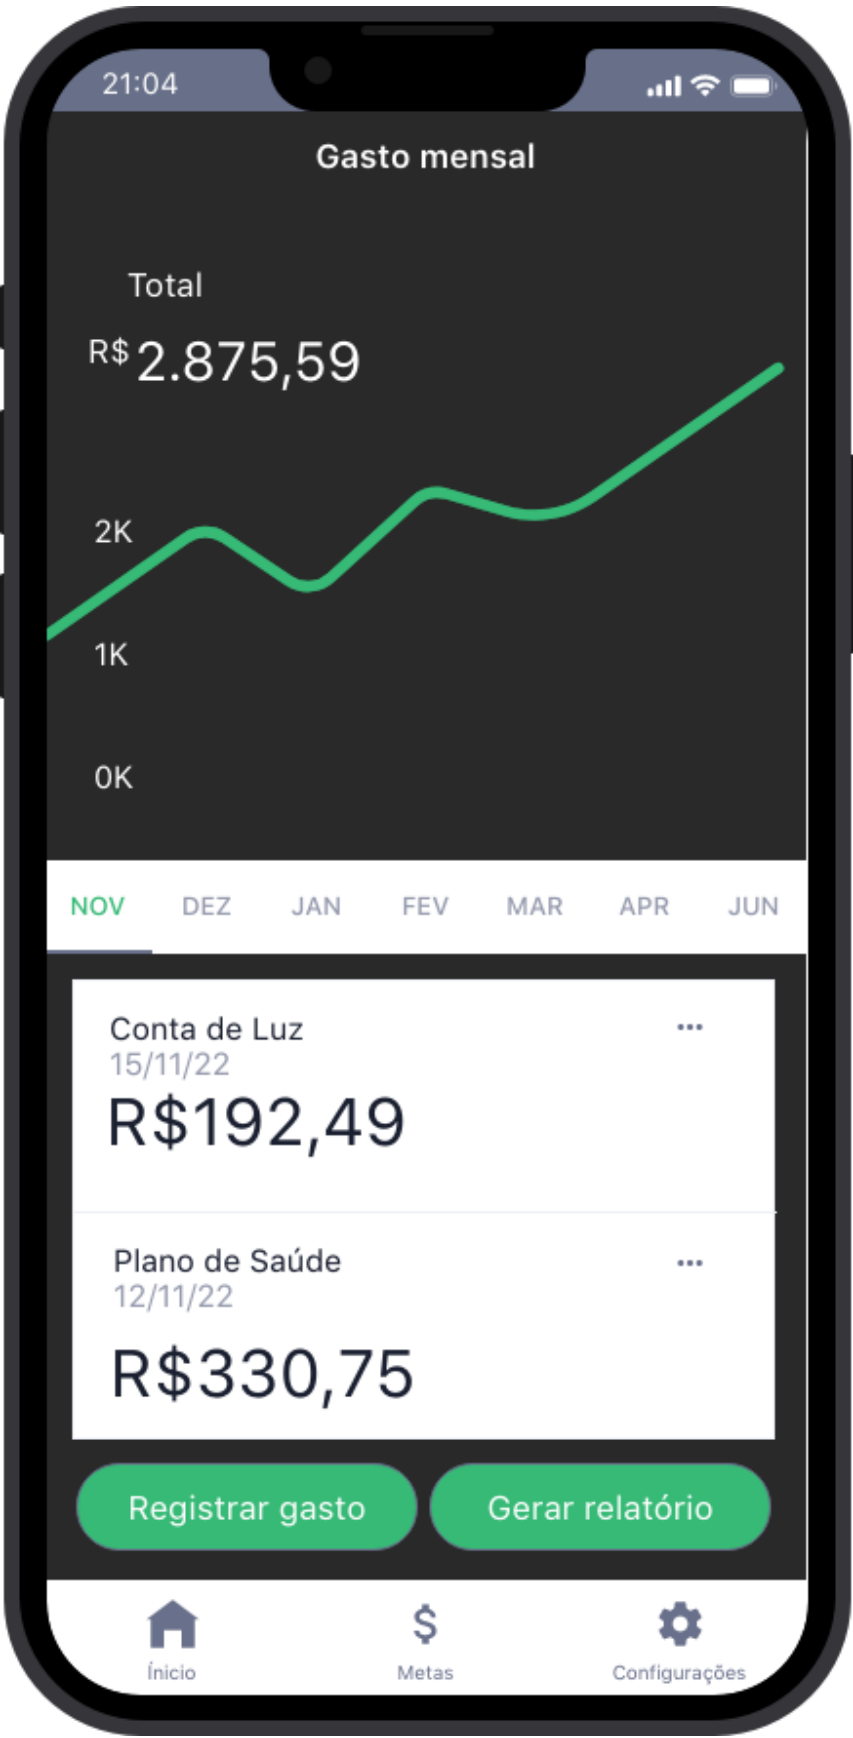 21:04
Gasto mensal
Total
R$ 2.875,59
2K
1K
0K
NOV DEZ JAN FEV MAR APR JUN
Conta de Luz
15/11/22
R$192,49
Plano de Saúde
12/11/22
R$330,75
Registrar gasto Gerar relatório
$
Ínicio Metas Configurações